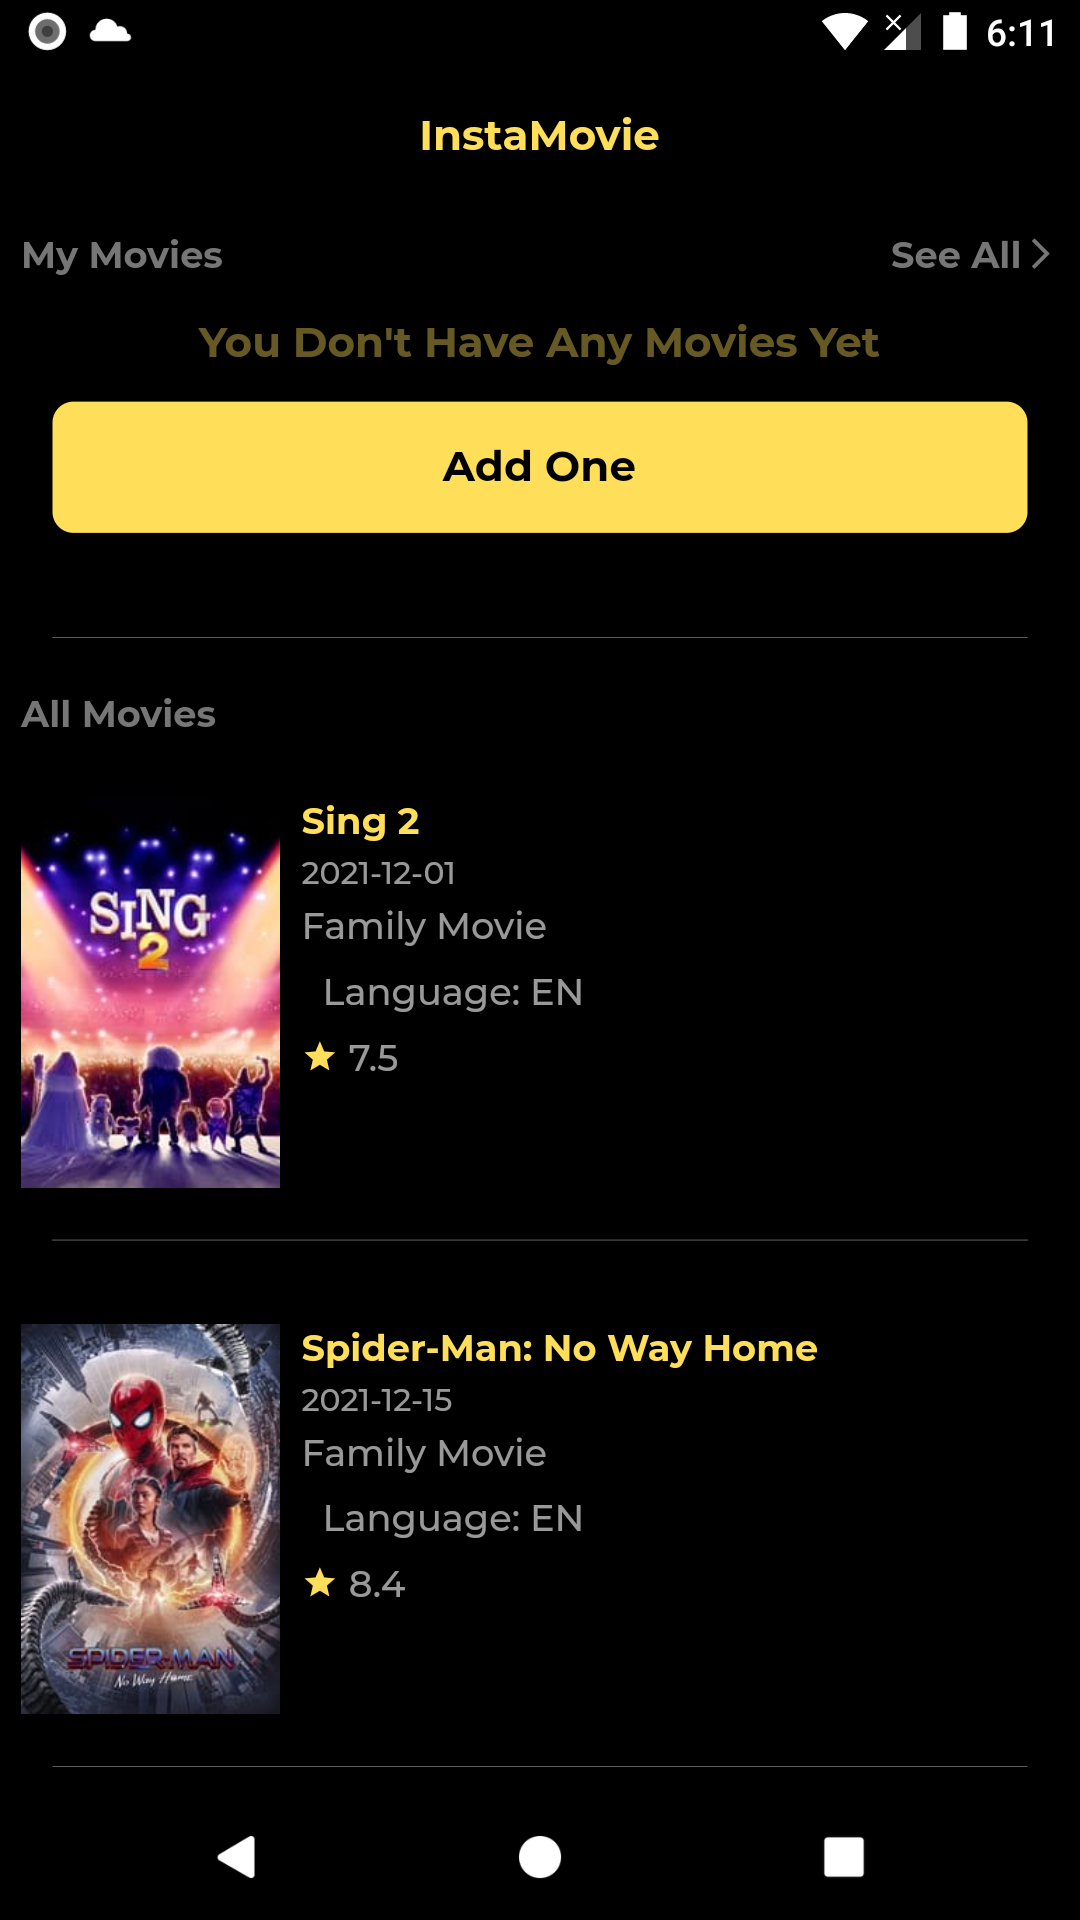 6:11
InstaMovie
My Movies
See All
You Don't Have Any Movies Yet
Add One
All Movies
SING
2
Sing 2
2021-12-01
Family Movie
Language: EN
7.5
SPIDER-MAN
No Way Home
Spider-Man: No Way Home
2021-12-15
Family Movie
Language: EN
8.4